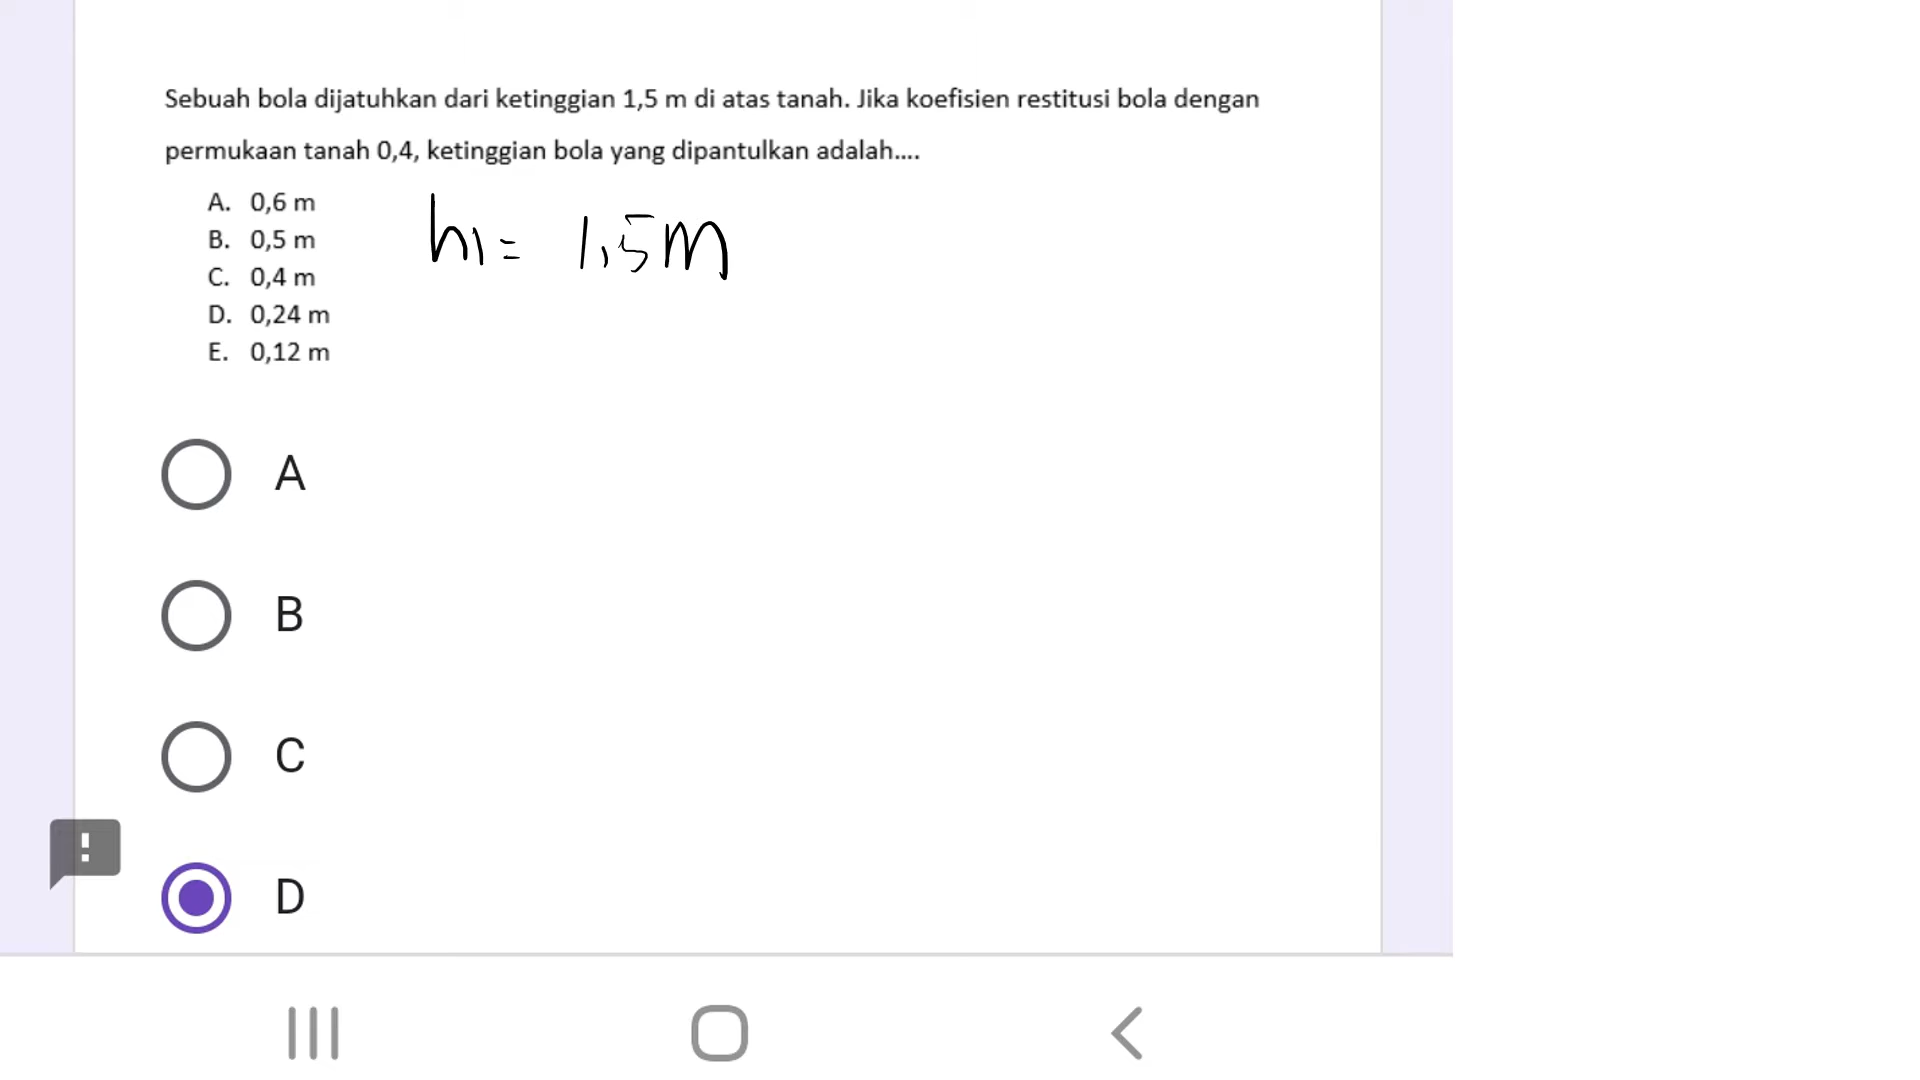 Sebuah bola dijatuhkan dari ketinggian 1,5 m di atas tanah. Jika koefisien restitusi bola dengan
permukaan tanah 0,4, ketinggian bola yang dipantulkan adalah....
A. 0,6 m
B. 0,5 m
C. 0,4 m
D. 0,24 m
E. 0,12 m
h1 = 1,5 m
A
B
C
D